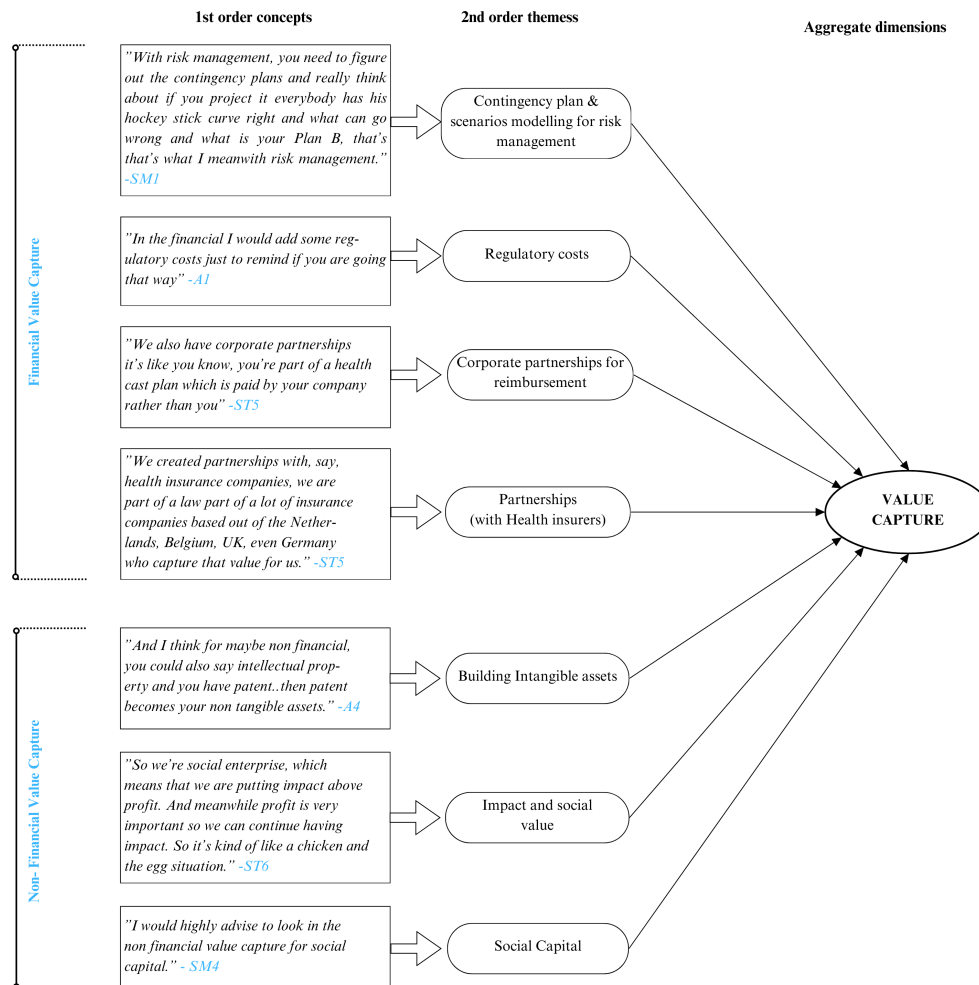 1st order concepts
2nd order themess
Aggregate dimensions
Financial Value Capture
”With risk management, you need to figure
out the contingency plans and really think
about if you project it everybody has his
hockey stick curve right and what can go
wrong and what is your Plan B, that’s
that’s what I meanwith risk management.”
-SM1
Contingency plan &
scenarios modelling for risk
management
”In the financial I would add some reg-
ulatory costs just to remind if you are going
that way” -A1
Regulatory costs
”We also have corporate partnerships
it’s like you know, you’re part of a health
cast plan which is paid by your company
rather than you” -ST5
Corporate partnerships for
reimbursement
”We created partnerships with, say,
health insurance companies, we are
part of a law part of a lot of insurance
companies based out of the Nether-
lands, Belgium, UK, even Germany
who capture that value for us.” -ST5
Partnerships
(with Health insurers)
VALUE
CAPTURE
Non- Financial Value Capture
”And I think for maybe non financial,
you could also say intellectual prop-
erty and you have patent..then patent
becomes your non tangible assets.” -A4
Building Intangible assets
”So we’re social enterprise, which
means that we are putting impact above
profit. And meanwhile profit is very
important so we can continue having
impact. So it’s kind of like a chicken and
the egg situation.” -ST6
Impact and social
value
”I would highly advise to look in the
non financial value capture for social
capital.” - SM4
Social Capital